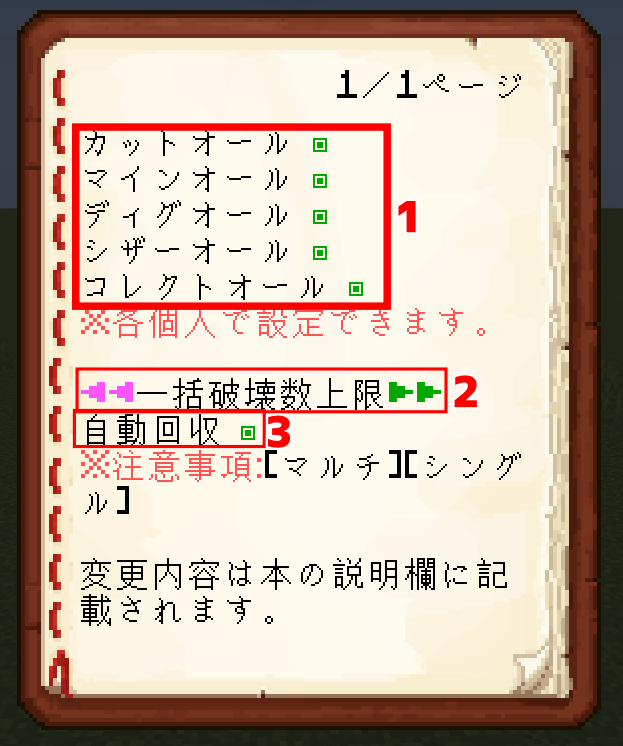 1/1ページ
カットオール ▣
マインオール ▣
ディグオール ▣
シザーオール ▣
コレクトオール ▣
1
※各個人で設定できます。
◀◀一括破壊数上限▶▶
2
自動回収 ▣
3
※注意事項:【マルチ】【シング
ル】
変更内容は本の説明欄に記
載されます。